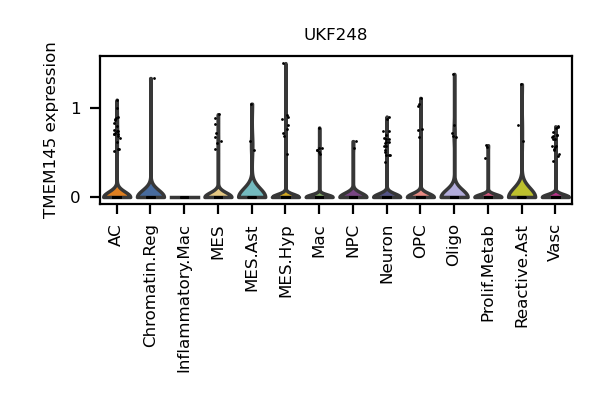 UKF248
TMEM145 expression
1
0
AC
Chromatin.Reg
Inflammatory.Mac
MES
MES.Ast
MES.Hyp
Mac
NPC
Neuron
OPC
Oligo
Prolif.Metab
Reactive.Ast
Vasc